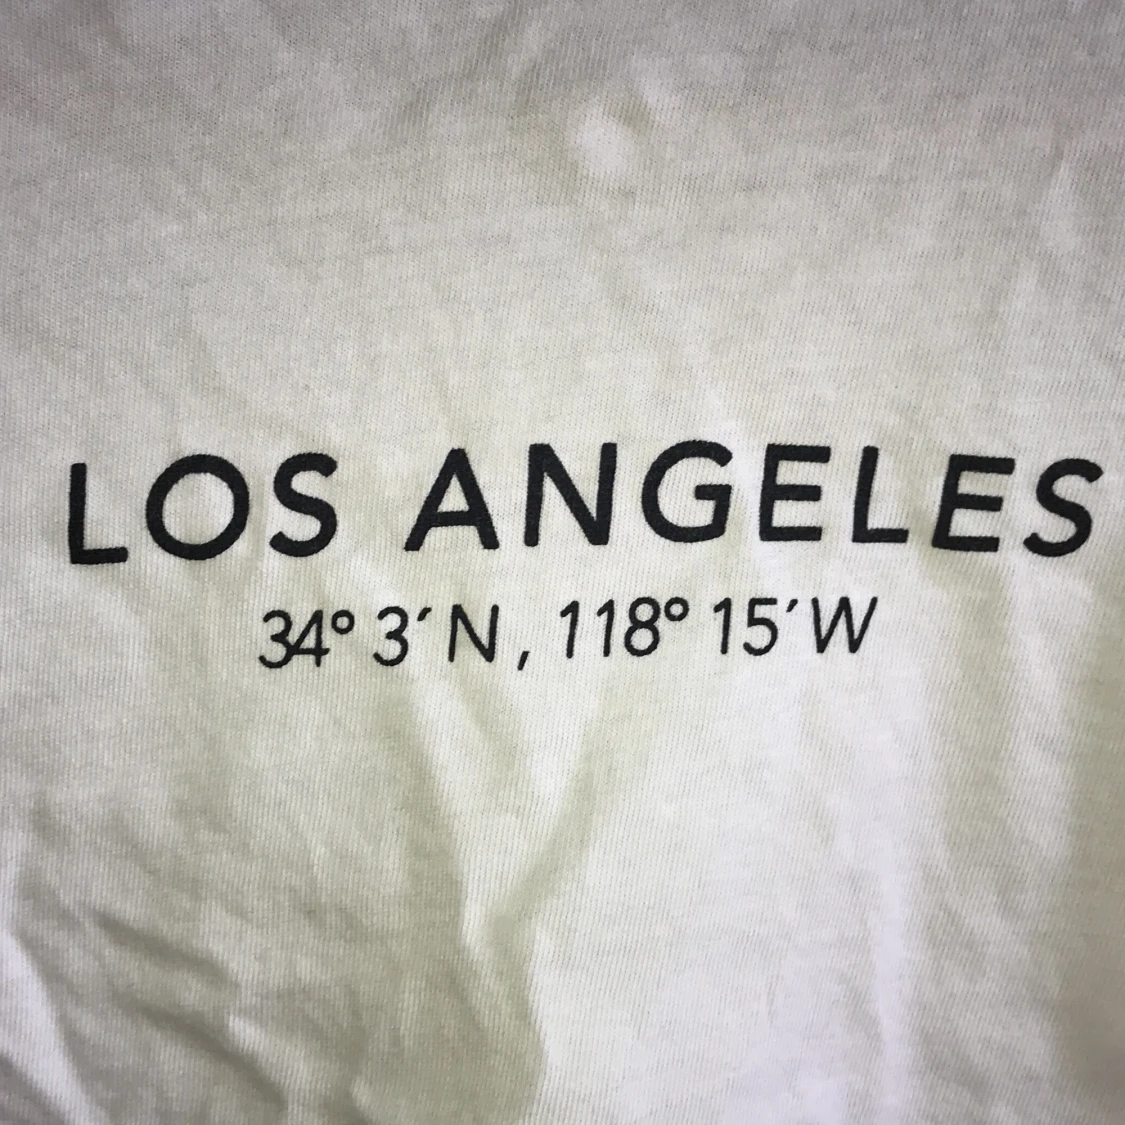 LOS ANGELES
34° 3′ N , 118° 15′ W